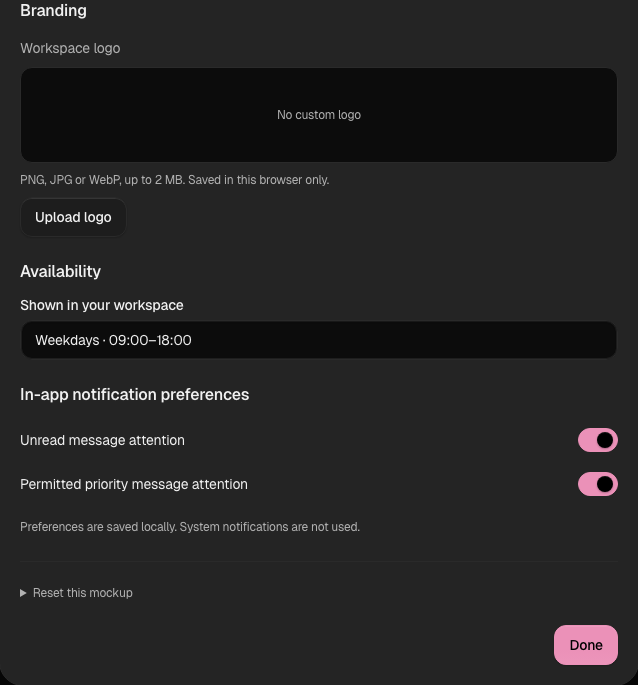 Branding
Workspace logo
No custom logo
PNG, JPG or WebP, up to 2 MB. Saved in this browser only.
Upload logo
Availability
Shown in your workspace
Weekdays · 09:00–18:00
In-app notification preferences
Unread message attention
Permitted priority message attention
Preferences are saved locally. System notifications are not used.
Reset this mockup
Done